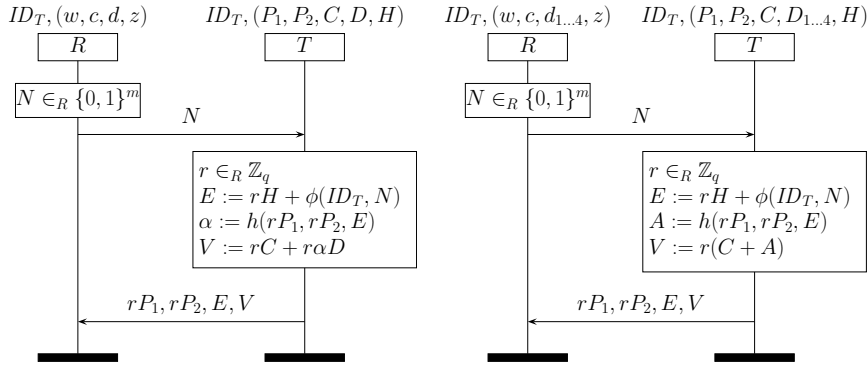 ID_T, (w, c, d, z)
ID_T, (P_1, P_2, C, D, H)
R
T
N ∈_R {0, 1}^m
N
r ∈_R ℤ_q
E := rH + ϕ(ID_T, N)
α := h(rP_1, rP_2, E)
V := rC + rαD
rP_1, rP_2, E, V
ID_T, (w, c, d_{1...4}, z)
ID_T, (P_1, P_2, C, D_{1...4}, H)
R
T
N ∈_R {0, 1}^m
N
r ∈_R ℤ_q
E := rH + ϕ(ID_T, N)
A := h(rP_1, rP_2, E)
V := r(C + A)
rP_1, rP_2, E, V